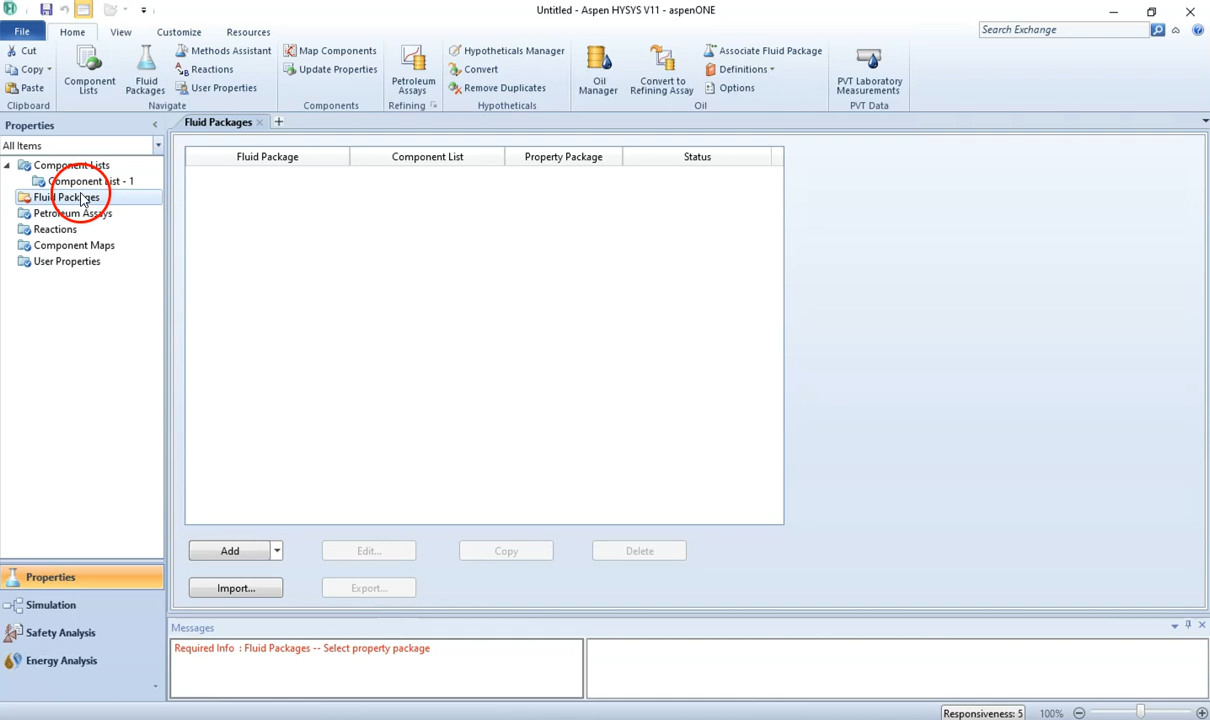 Untitled - Aspen HYSYS V11 - aspenONE
File Home View Customize Resources Search Exchange
Cut Methods Assistant Map Components Hypotheticals Manager Associate Fluid Package
Copy Reactions Update Properties Convert Definitions
Paste User Properties Remove Duplicates Options
Component Lists
Fluid Packages
Petroleum Assays
Oil Manager
Convert to Refining Assay
PVT Laboratory Measurements
Clipboard Navigate Components Refining Hypotheticals Oil PVT Data
Properties
All Items
Component Lists
Component List - 1
Fluid Packages
Petroleum Assays
Reactions
Component Maps
User Properties
Properties
Simulation
Safety Analysis
Energy Analysis
Fluid Packages
Fluid Package Component List Property Package Status
Add Edit... Copy Delete
Import... Export...
Messages
Required Info : Fluid Packages -- Select property package
Responsiveness: 5 100%